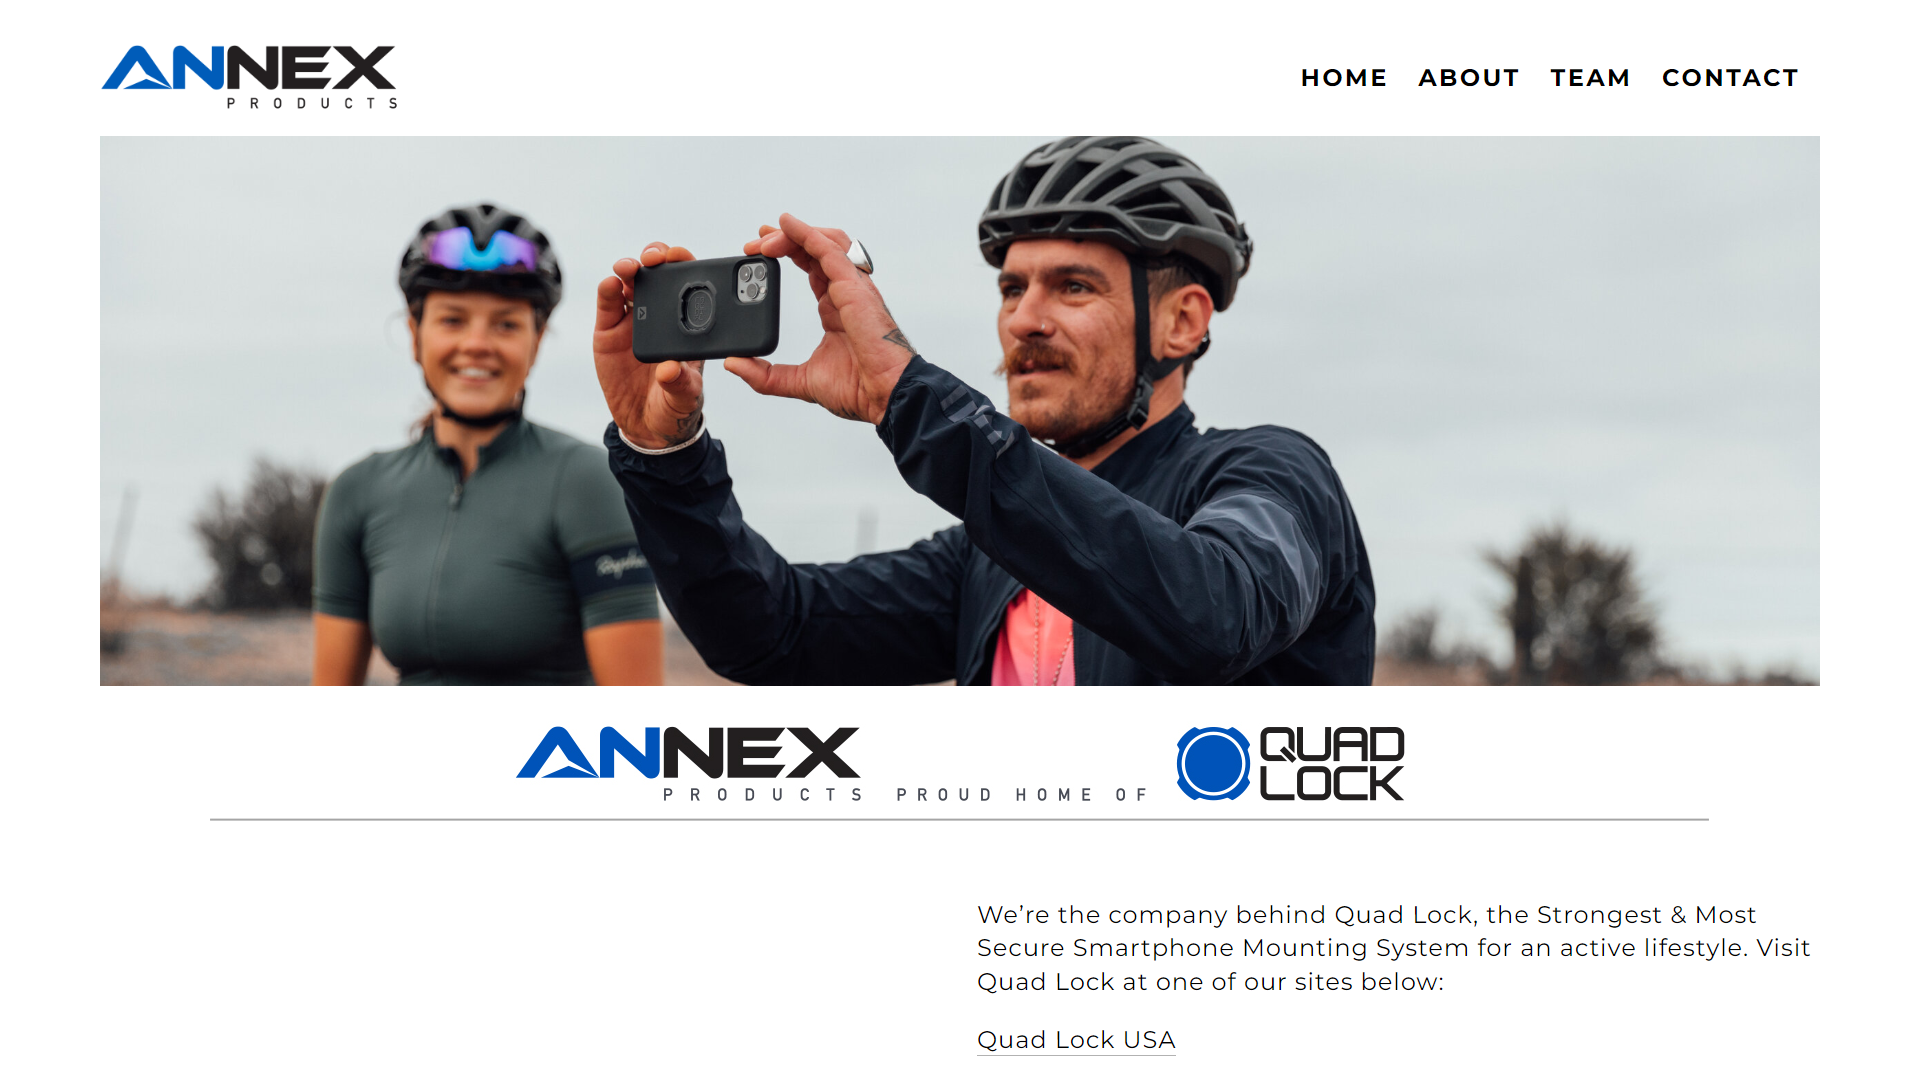 ANNEX
PRODUCTS
HOME ABOUT TEAM CONTACT
ANNEX
PRODUCTS PROUD HOME OF
QUAD
LOCK
We’re the company behind Quad Lock, the Strongest & Most
Secure Smartphone Mounting System for an active lifestyle. Visit
Quad Lock at one of our sites below:
Quad Lock USA